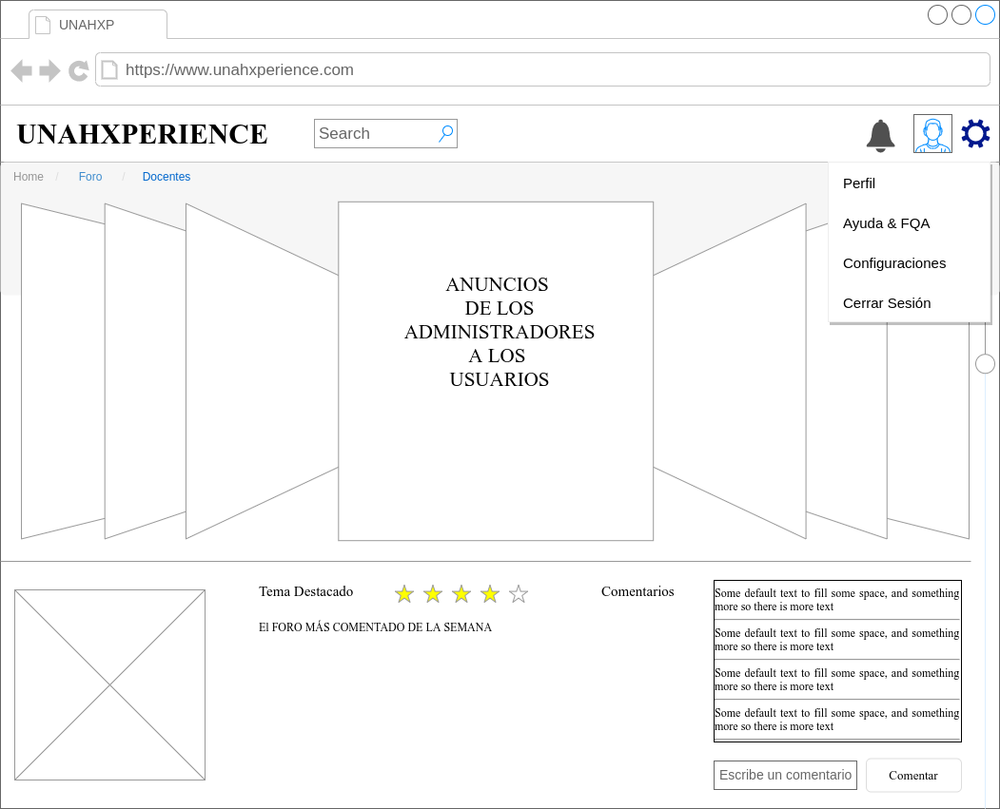 UNAHXP
https://www.unahxperience.com
UNAHXPERIENCE
Search
Home / Foro / Docentes
Perfil
Ayuda & FQA
Configuraciones
Cerrar Sesión
ANUNCIOS
DE LOS
ADMINISTRADORES
A LOS
USUARIOS
Tema Destacado
El FORO MÁS COMENTADO DE LA SEMANA
Comentarios
Some default text to fill some space, and something
more so there is more text
Some default text to fill some space, and something
more so there is more text
Some default text to fill some space, and something
more so there is more text
Some default text to fill some space, and something
more so there is more text
Escribe un comentario
Comentar